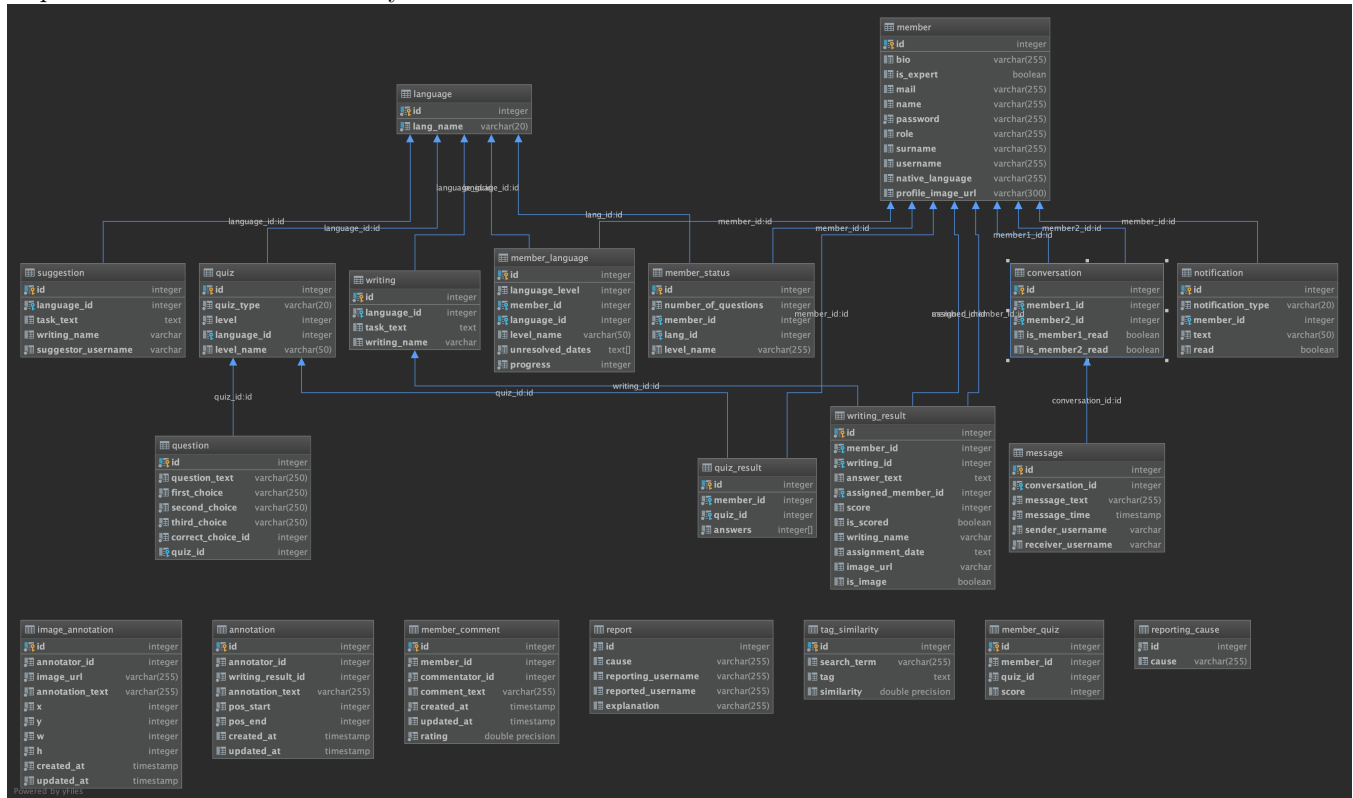 member
id integer
bio varchar(255)
is_expert boolean
mail varchar(255)
name varchar(255)
password varchar(255)
role varchar(255)
surname varchar(255)
username varchar(255)
native_language varchar(255)
profile_image_url varchar(300)
language
id integer
lang_name varchar(20)
language_id:id
language_id:id
lang_id:id
member_id:id
member_id:id
member1_id:id
member2_id:id
member_id:id
suggestion
id integer
language_id integer
task_text text
writing_name varchar
suggestor_username varchar
quiz
id integer
quiz_type varchar(20)
level integer
language_id integer
level_name varchar(50)
writing
id integer
language_id integer
task_text text
writing_name varchar
member_language
id integer
language_level integer
member_id integer
language_id integer
level_name varchar(50)
unresolved_dates text[]
progress integer
member_status
id integer
number_of_questions integer
member_id integer
lang_id integer
level_name varchar(255)
member_id:id
conversation
id integer
member1_id integer
member2_id integer
is_member1_read boolean
is_member2_read boolean
notification
id integer
notification_type varchar(20)
member_id integer
text varchar(50)
read boolean
quiz_id:id
quiz_id:id
writing_id:id
conversation_id:id
question
id integer
question_text varchar(250)
first_choice varchar(250)
second_choice varchar(250)
third_choice varchar(250)
correct_choice_id integer
quiz_id integer
quiz_result
id integer
member_id integer
quiz_id integer
answers integer[]
writing_result
id integer
member_id integer
writing_id integer
answer_text text
assigned_member_id integer
score integer
is_scored boolean
writing_name varchar
assignment_date text
image_url varchar
is_image boolean
message
id integer
conversation_id integer
message_text varchar(255)
message_time timestamp
sender_username varchar
receiver_username varchar
image_annotation
id integer
annotator_id integer
image_url varchar(255)
annotation_text varchar(255)
x integer
y integer
w integer
h integer
created_at timestamp
updated_at timestamp
annotation
id integer
annotator_id integer
writing_result_id integer
annotation_text varchar(255)
pos_start integer
pos_end integer
created_at timestamp
updated_at timestamp
member_comment
id integer
member_id integer
commentator_id integer
comment_text varchar(255)
created_at timestamp
updated_at timestamp
rating double precision
report
id integer
cause varchar(255)
reporting_username varchar(255)
reported_username varchar(255)
explanation varchar(255)
tag_similarity
id integer
search_term varchar(255)
tag text
similarity double precision
member_quiz
id integer
member_id integer
quiz_id integer
score integer
reporting_cause
id integer
cause varchar(255)
Powered by yFiles